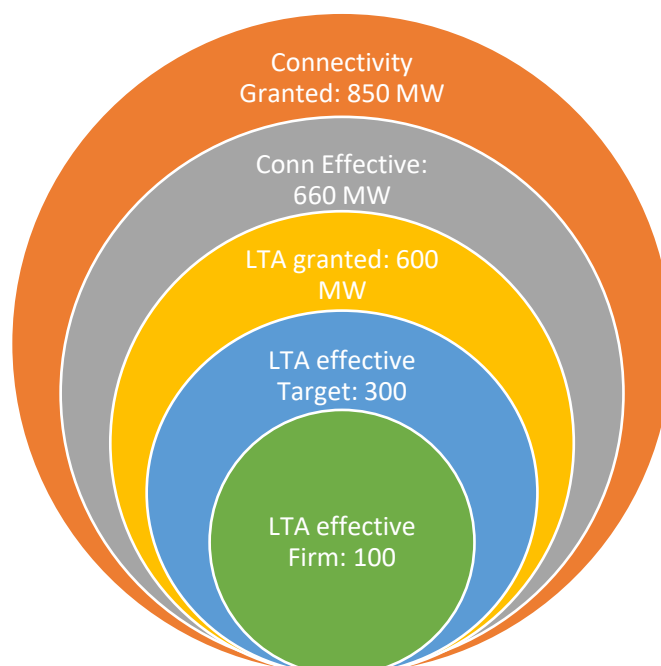 Connectivity
Granted: 850 MW
Conn Effective:
660 MW
LTA granted: 600
MW
LTA effective
Target: 300
LTA effective
Firm: 100